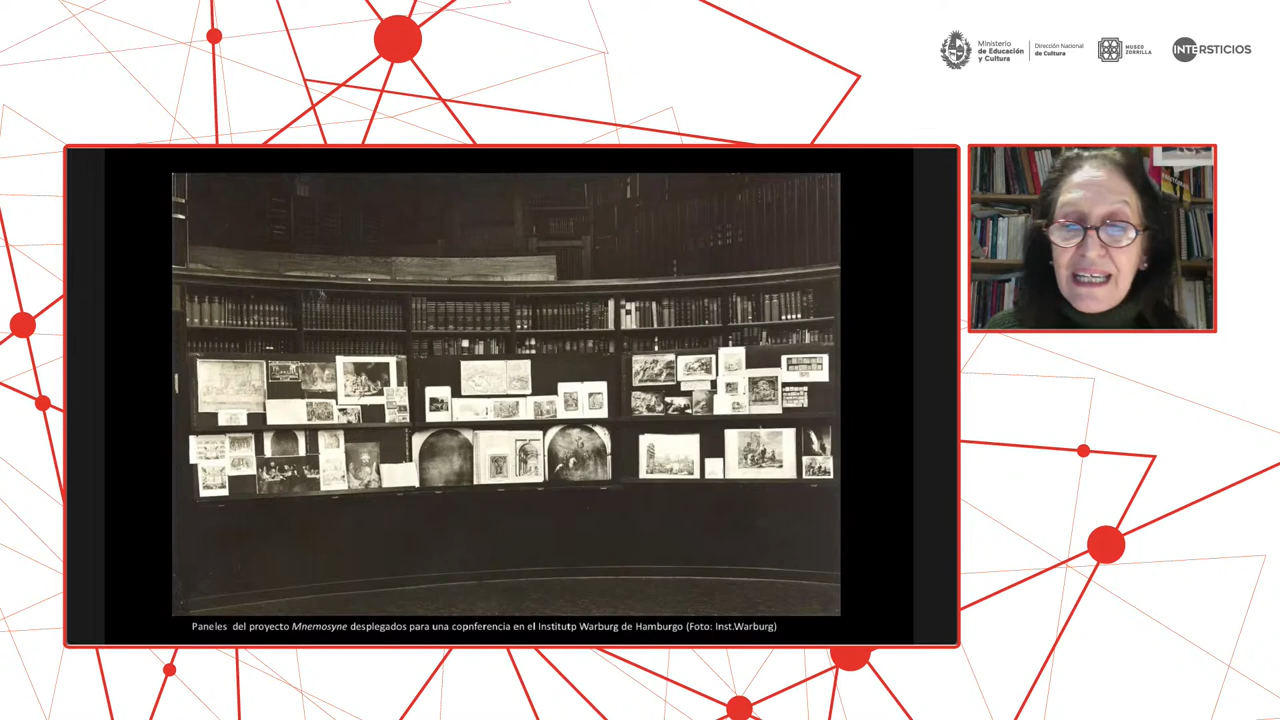 Ministerio
de Educación
y Cultura
Dirección Nacional
de Cultura
MUSEO
ZORRILLA
INTERSTICIOS
Paneles del proyecto Mnemosyne desplegados para una copnferencia en el Institutp Warburg de Hamburgo (Foto: Inst.Warburg)